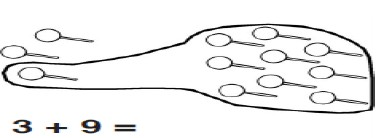 3 + 9 =